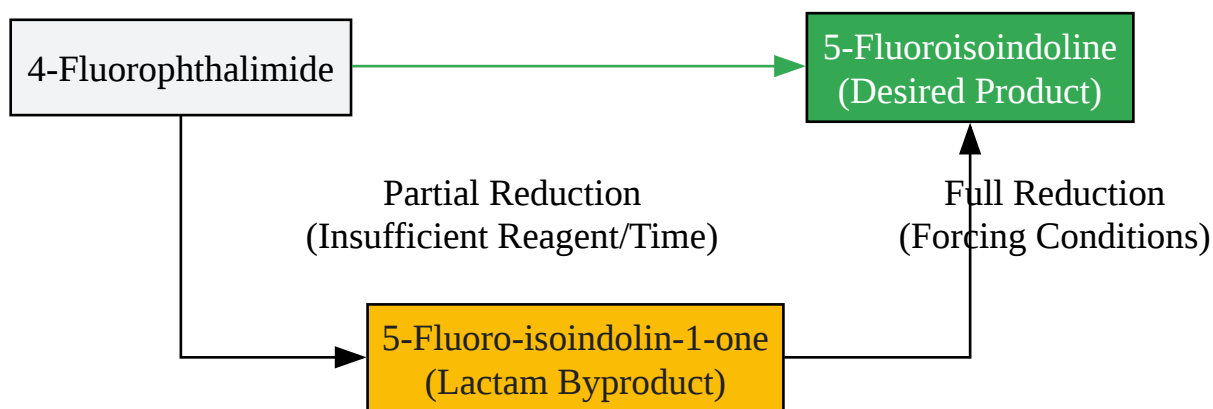 4-Fluorophthalimide
5-Fluoroisoindoline
(Desired Product)
Partial Reduction
(Insufficient Reagent/Time)
Full Reduction
(Forcing Conditions)
5-Fluoro-isoindolin-1-one
(Lactam Byproduct)